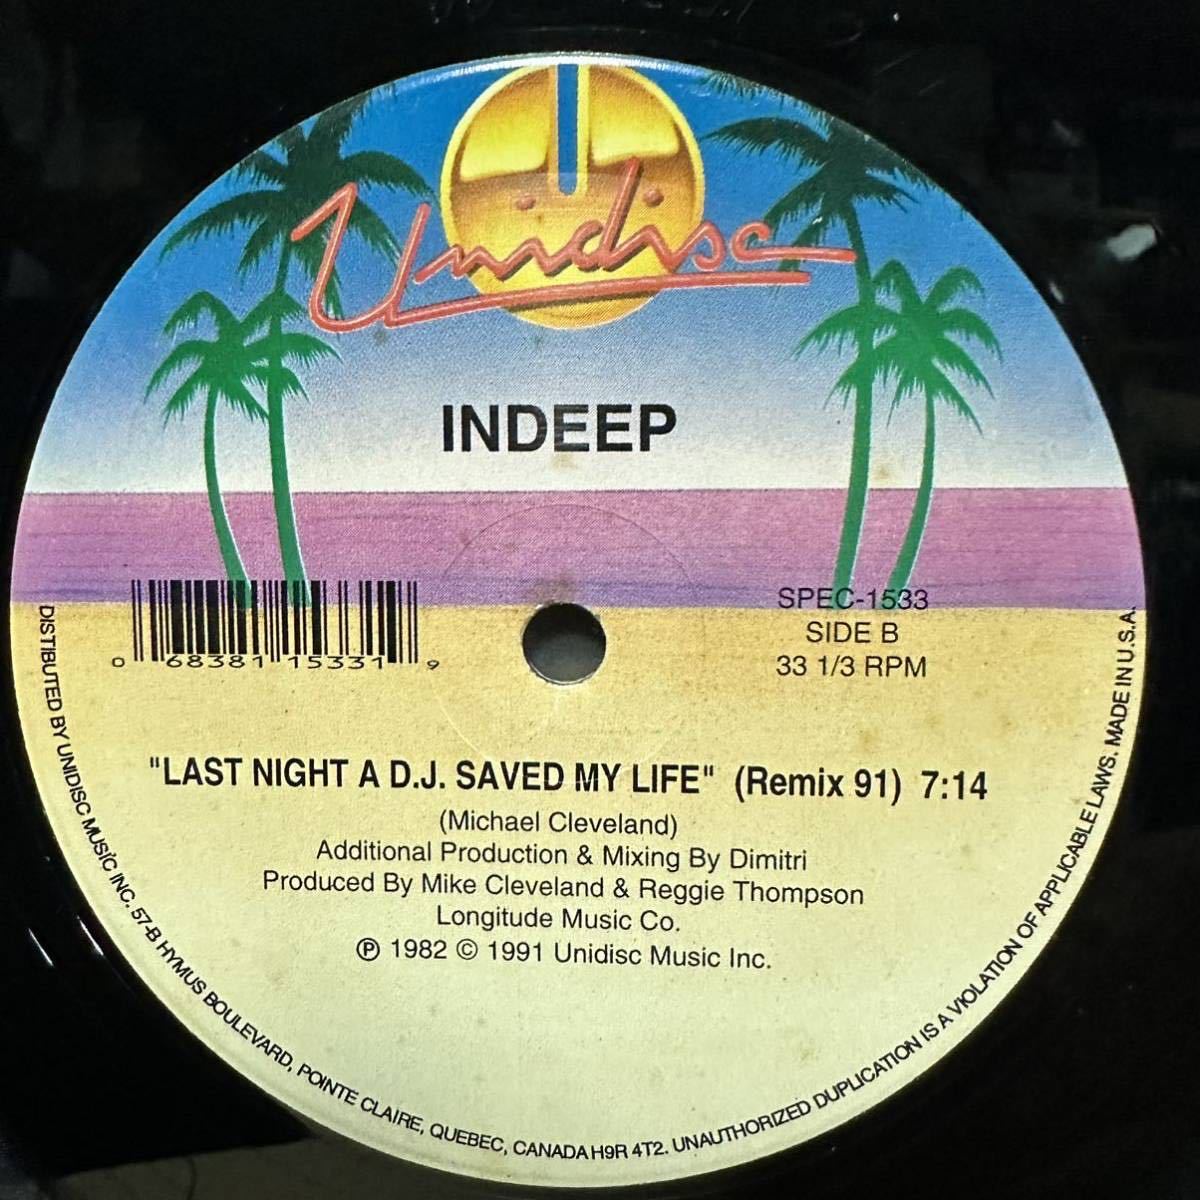 Unidisc
INDEEP
SPEC-1533
SIDE B
33 1/3 RPM
0 68381 15331 9
"LAST NIGHT A D.J. SAVED MY LIFE" (Remix 91) 7:14
(Michael Cleveland)
Additional Production & Mixing By Dimitri
Produced By Mike Cleveland & Reggie Thompson
Longitude Music Co.
℗ 1982 © 1991 Unidisc Music Inc.
DISTIBUTED BY UNIDISC MUSIC INC. 57-B HYMUS BOULEVARD, POINTE CLAIRE, QUEBEC, CANADA H9R 4T2. UNAUTHORIZED DUPLICATION IS A VIOLATION OF APPLICABLE LAWS. MADE IN U.S.A.